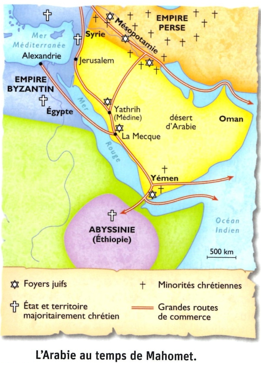 EMPIRE
PERSE
Mésopotamie
Mer
Méditerranée
Syrie
Alexandrie
Jerusalem
EMPIRE
BYZANTIN
Égypte
Mer
Rouge
Yathrib
(Médine)
désert
d'Arabie
Oman
La Mecque
Yémen
ABYSSINIE
(Éthiopie)
Océan
Indien
500 km
Foyers juifs
Minorités chrétiennes
État et territoire
majoritairement chrétien
Grandes routes
de commerce
L'Arabie au temps de Mahomet.